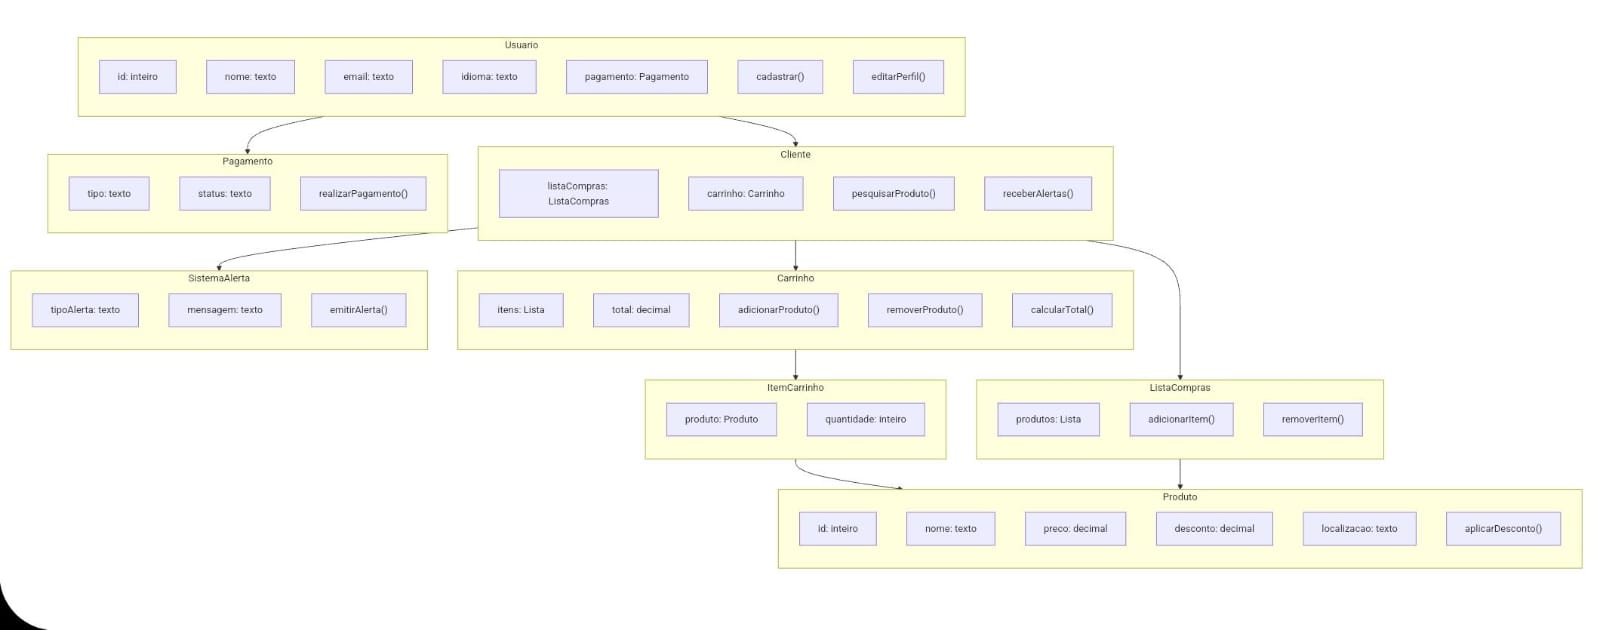 Usuario
id: inteiro
nome: texto
email: texto
idioma: texto
pagamento: Pagamento
cadastrar()
editarPerfil()
Pagamento
tipo: texto
status: texto
realizarPagamento()
Cliente
listaCompras:
ListaCompras
carrinho: Carrinho
pesquisarProduto()
receberAlertas()
SistemaAlerta
tipoAlerta: texto
mensagem: texto
emitirAlerta()
Carrinho
itens: Lista
total: decimal
adicionarProduto()
removerProduto()
calcularTotal()
ItemCarrinho
produto: Produto
quantidade: inteiro
ListaCompras
produtos: Lista
adicionarItem()
removerItem()
Produto
id: inteiro
nome: texto
preco: decimal
desconto: decimal
localizacao: texto
aplicarDesconto()